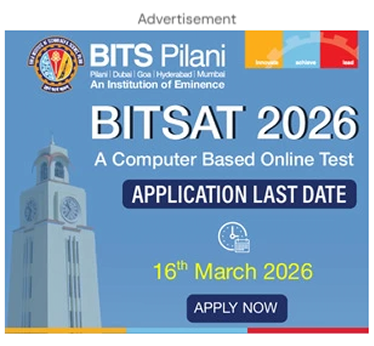 Advertisement
BITS Pilani
Pilani | Dubai | Goa | Hyderabad | Mumbai
An Institution of Eminence
innovate achieve lead
BITSAT 2026
A Computer Based Online Test
APPLICATION LAST DATE
16th March 2026
APPLY NOW